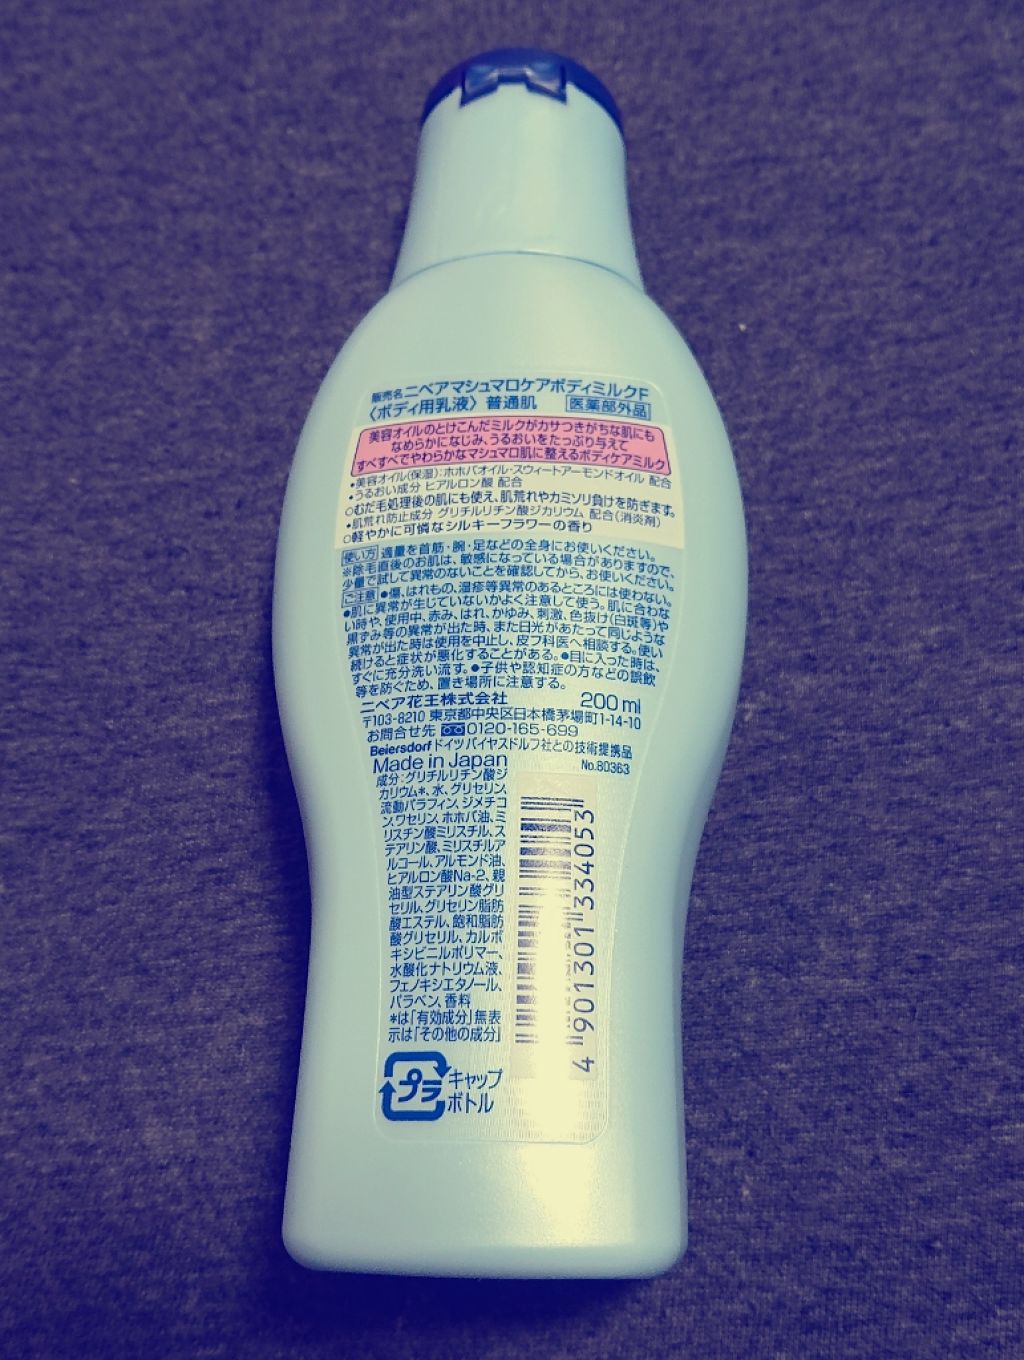 販売名ニベアマシュマロケアボディミルクF
〈ボディ用乳液〉普通肌 医薬部外品
美容オイルのとけこんだミルクがカサつきがちな肌にも
なめらかになじみ、うるおいをたっぷり与えて
すべすべでやわらかなマシュマロ肌に整えるボディケアミルク
•美容オイル(保湿):ホホバオイル・スウィートアーモンドオイル 配合
•うるおい成分 ヒアルロン酸 配合
○むだ毛処理後の肌にも使え、肌荒れやカミソリ負けを防ぎます。
•肌荒れ防止成分 グリチルリチン酸ジカリウム 配合(消炎剤)
○軽やかに可憐なシルキーフラワーの香り
使い方 適量を首筋・腕・足などの全身にお使いください。
※除毛直後のお肌は、敏感になっている場合がありますので、
少量で試して異常のないことを確認してから、お使いください。
ご注意 ●傷、はれもの、湿疹等異常のあるところには使わない。
●肌に異常が生じていないかよく注意して使う。肌に合わな
い時や、使用中、赤み、はれ、かゆみ、刺激、色抜け(白斑等)や
黒ずみ等の異常が出た時、また日光があたって同じような
異常が出た時は使用を中止し、皮フ科医へ相談する。使い
続けると症状が悪化することがある。●目に入った時は、
すぐに充分洗い流す。●子供や認知症の方などの誤飲
等を防ぐため、置き場所に注意する。
ニベア花王株式会社 200ml
〒103-8210 東京都中央区日本橋茅場町1-14-10
お問合せ先 0120-165-699
Beiersdorfドイツバイヤスドルフ社との技術提携品
Made in Japan No.80363
成分:グリチルリチン酸ジ
カリウム*、水、グリセリン、
流動パラフィン、ジメチコ
ン、ワセリン、ホホバ油、ミ
リスチン酸ミリスチル、ス
テアリン酸、ミリスチルア
ルコール、アルモンド油、
ヒアルロン酸Na-2、親
油型ステアリン酸グリ
セリル、グリセリン脂肪
酸エステル、飽和脂肪
酸グリセリル、カルボ
キシビニルポリマー、
水酸化ナトリウム液、
フェノキシエタノール、
パラベン、香料
*は「有効成分」無表
示は「その他の成分」
4 901301 334053
プラ
キャップ
ボトル